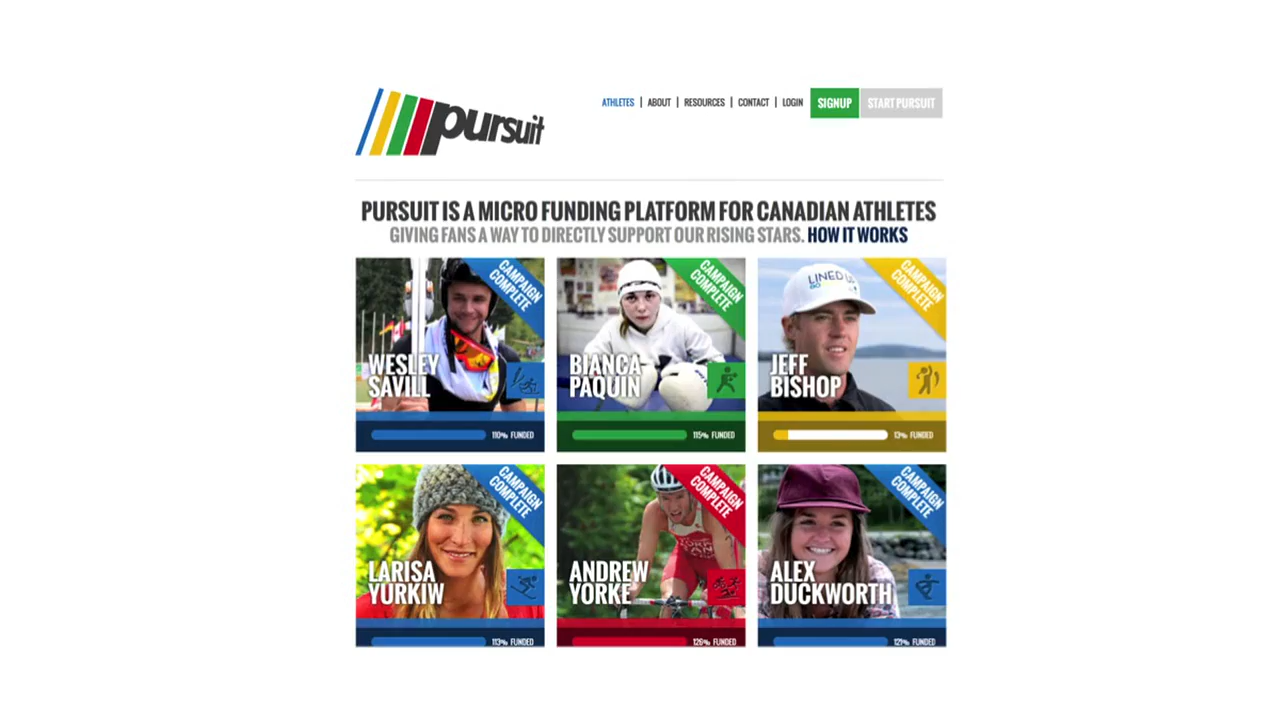 pursuit
ATHLETES | ABOUT | RESOURCES | CONTACT | LOGIN SIGNUP START PURSUIT
PURSUIT IS A MICRO FUNDING PLATFORM FOR CANADIAN ATHLETES
GIVING FANS A WAY TO DIRECTLY SUPPORT OUR RISING STARS. HOW IT WORKS
CAMPAIGN
COMPLETE
WESLEY
SAVILL
110% FUNDED
CAMPAIGN
COMPLETE
BIANCA
PAQUIN
115% FUNDED
LINED UP
CAMPAIGN
COMPLETE
JEFF
BISHOP
13% FUNDED
CAMPAIGN
COMPLETE
LARISA
YURKIW
113% FUNDED
CAMPAIGN
COMPLETE
ANDREW
YORKE
126% FUNDED
CAMPAIGN
COMPLETE
ALEX
DUCKWORTH
121% FUNDED